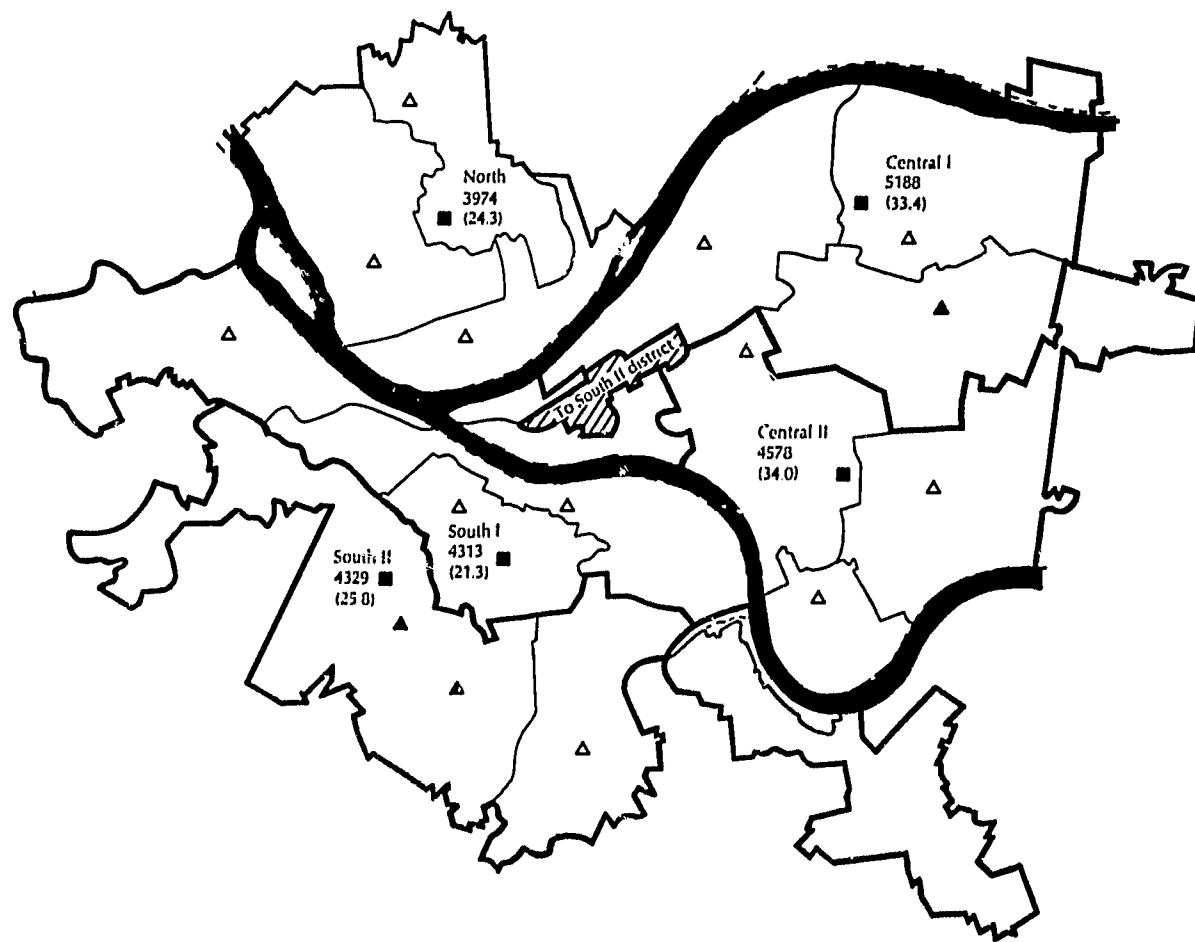 North
3974
(24.3)
Central I
5188
(33.4)
To South II district
Central II
4578
(34.0)
South I
4313
(21.3)
South II
4329
(25.8)